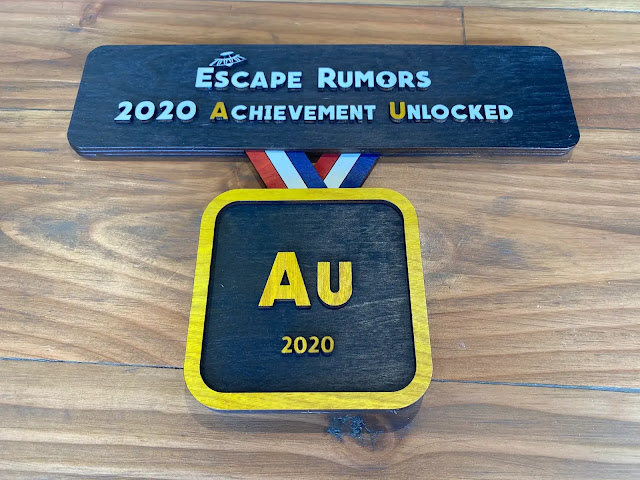 Escape Rumors
2020 Achievement Unlocked
Au
2020